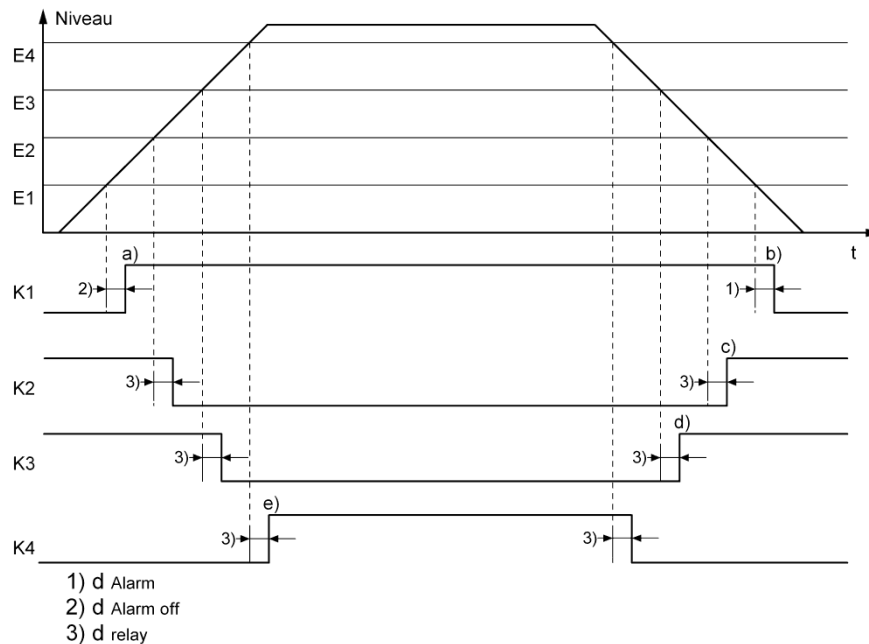 Niveau
E4
E3
E2
E1
t
a)
b)
K1
2)
1)
c)
K2
3)
3)
d)
K3
3)
3)
e)
K4
3)
3)
1) d Alarm
2) d Alarm off
3) d relay